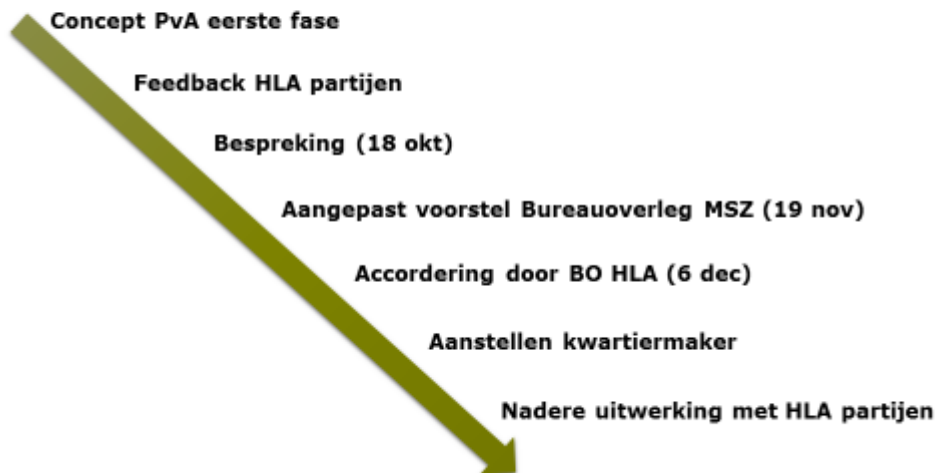 Concept PvA eerste fase
Feedback HLA partijen
Bespreking (18 okt)
Aangepast voorstel Bureauoverleg MSZ (19 nov)
Accordering door BO HLA (6 dec)
Aanstellen kwartiermaker
Nadere uitwerking met HLA partijen